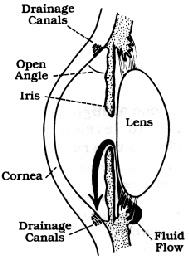 Drainage
Canals
Open
Angle
Iris
Lens
Cornea
Drainage
Canals
Fluid
Flow